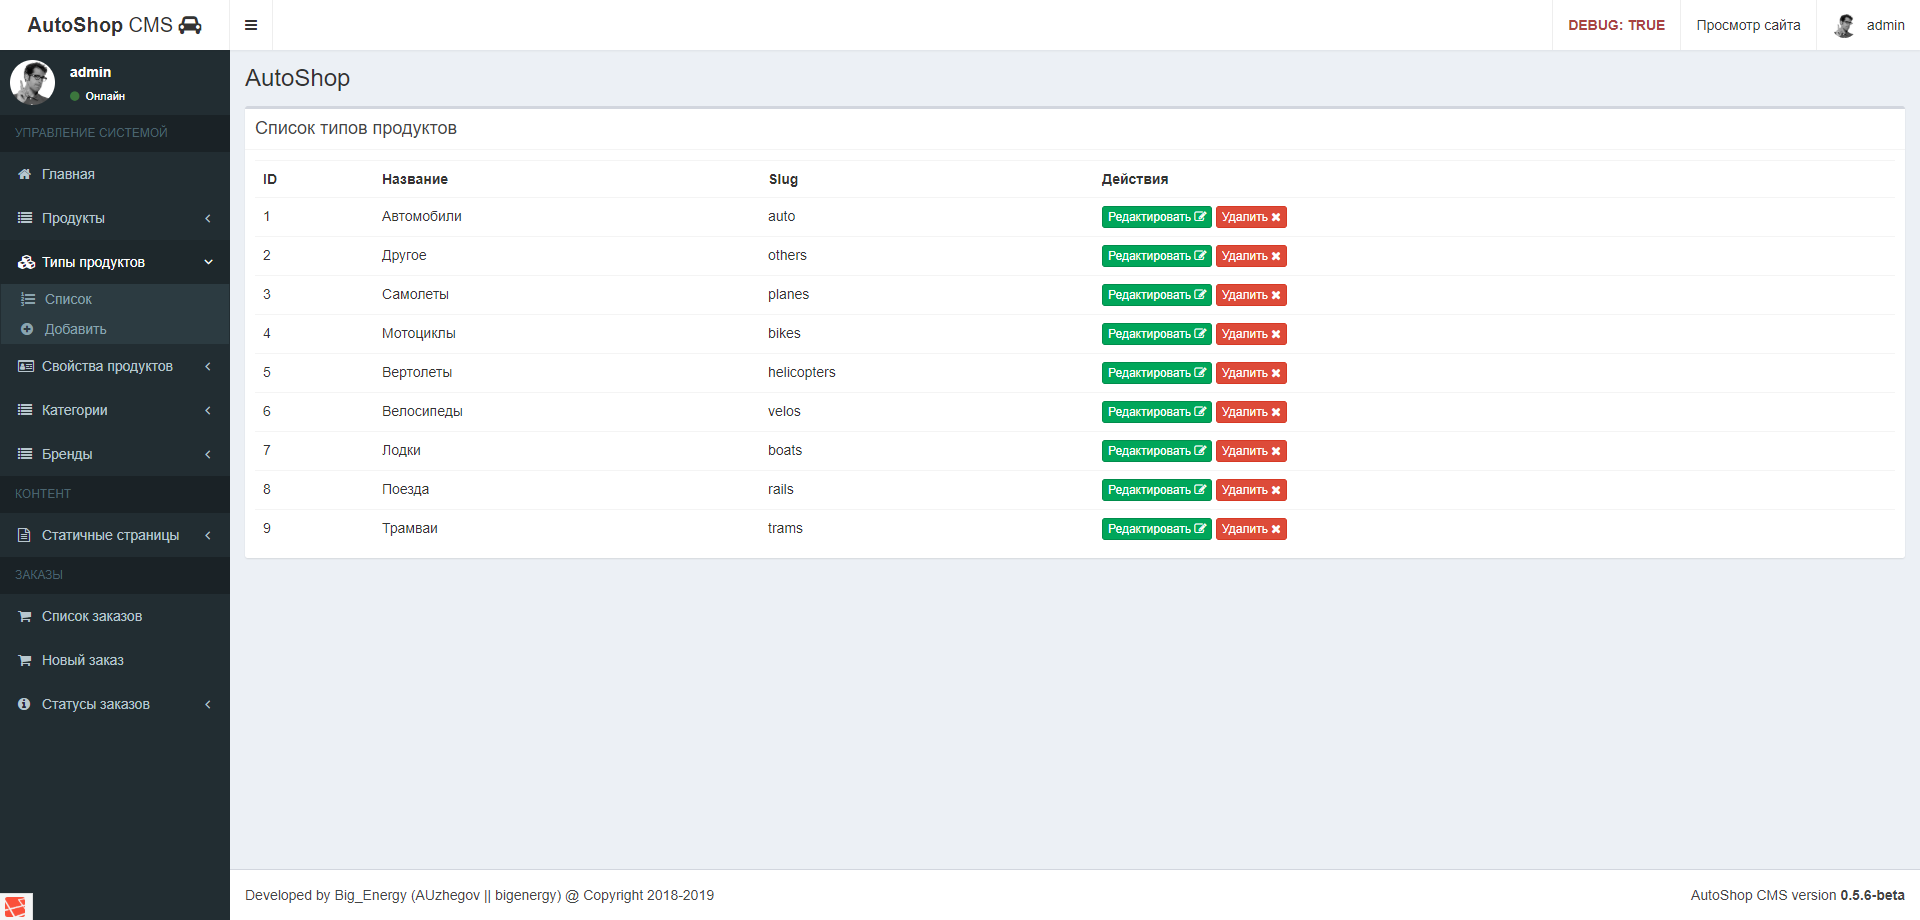 AutoShop CMS
DEBUG: TRUE
Просмотр сайта
admin
admin
Онлайн
УПРАВЛЕНИЕ СИСТЕМОЙ
Главная
Продукты
Типы продуктов
Список
Добавить
Свойства продуктов
Категории
Бренды
КОНТЕНТ
Статичные страницы
ЗАКАЗЫ
Список заказов
Новый заказ
Статусы заказов
AutoShop
Список типов продуктов
ID Название Slug Действия
1 Автомобили auto Редактировать Удалить
2 Другое others Редактировать Удалить
3 Самолеты planes Редактировать Удалить
4 Мотоциклы bikes Редактировать Удалить
5 Вертолеты helicopters Редактировать Удалить
6 Велосипеды velos Редактировать Удалить
7 Лодки boats Редактировать Удалить
8 Поезда rails Редактировать Удалить
9 Трамваи trams Редактировать Удалить
Developed by Big_Energy (AUzhegov || bigenergy) @ Copyright 2018-2019
AutoShop CMS version 0.5.6-beta